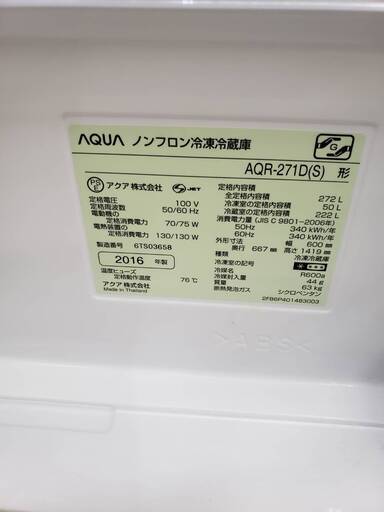 AQUA ノンフロン冷凍冷蔵庫
AQR-271D(S) 形
PS E アクア株式会社 JET
定格電圧 100 V
定格周波数 50/60 Hz
電動機の
定格消費電力 70/75 W
電熱装置の
定格消費電力 130/130 W
製造番号 6TS03658
2016 年製
温度ヒューズ
定格動作温度 76℃
アクア株式会社
Made in Thailand
定格内容積
全定格内容積 272 L
冷凍室の定格内容積 50 L
冷蔵室の定格内容積 222 L
消費電力量 (JIS C 9801-2006年)
50Hz 340 kWh/年
60Hz 340 kWh/年
外形寸法 幅 600 mm
奥行 667 mm 高さ 1419 mm
種類 冷凍冷蔵庫
冷凍室の記号
冷媒名 R600a
冷媒封入量 44 g
質量 63 kg
断熱発泡ガス シクロペンタン
2FB6P401483003
G
>ABS<